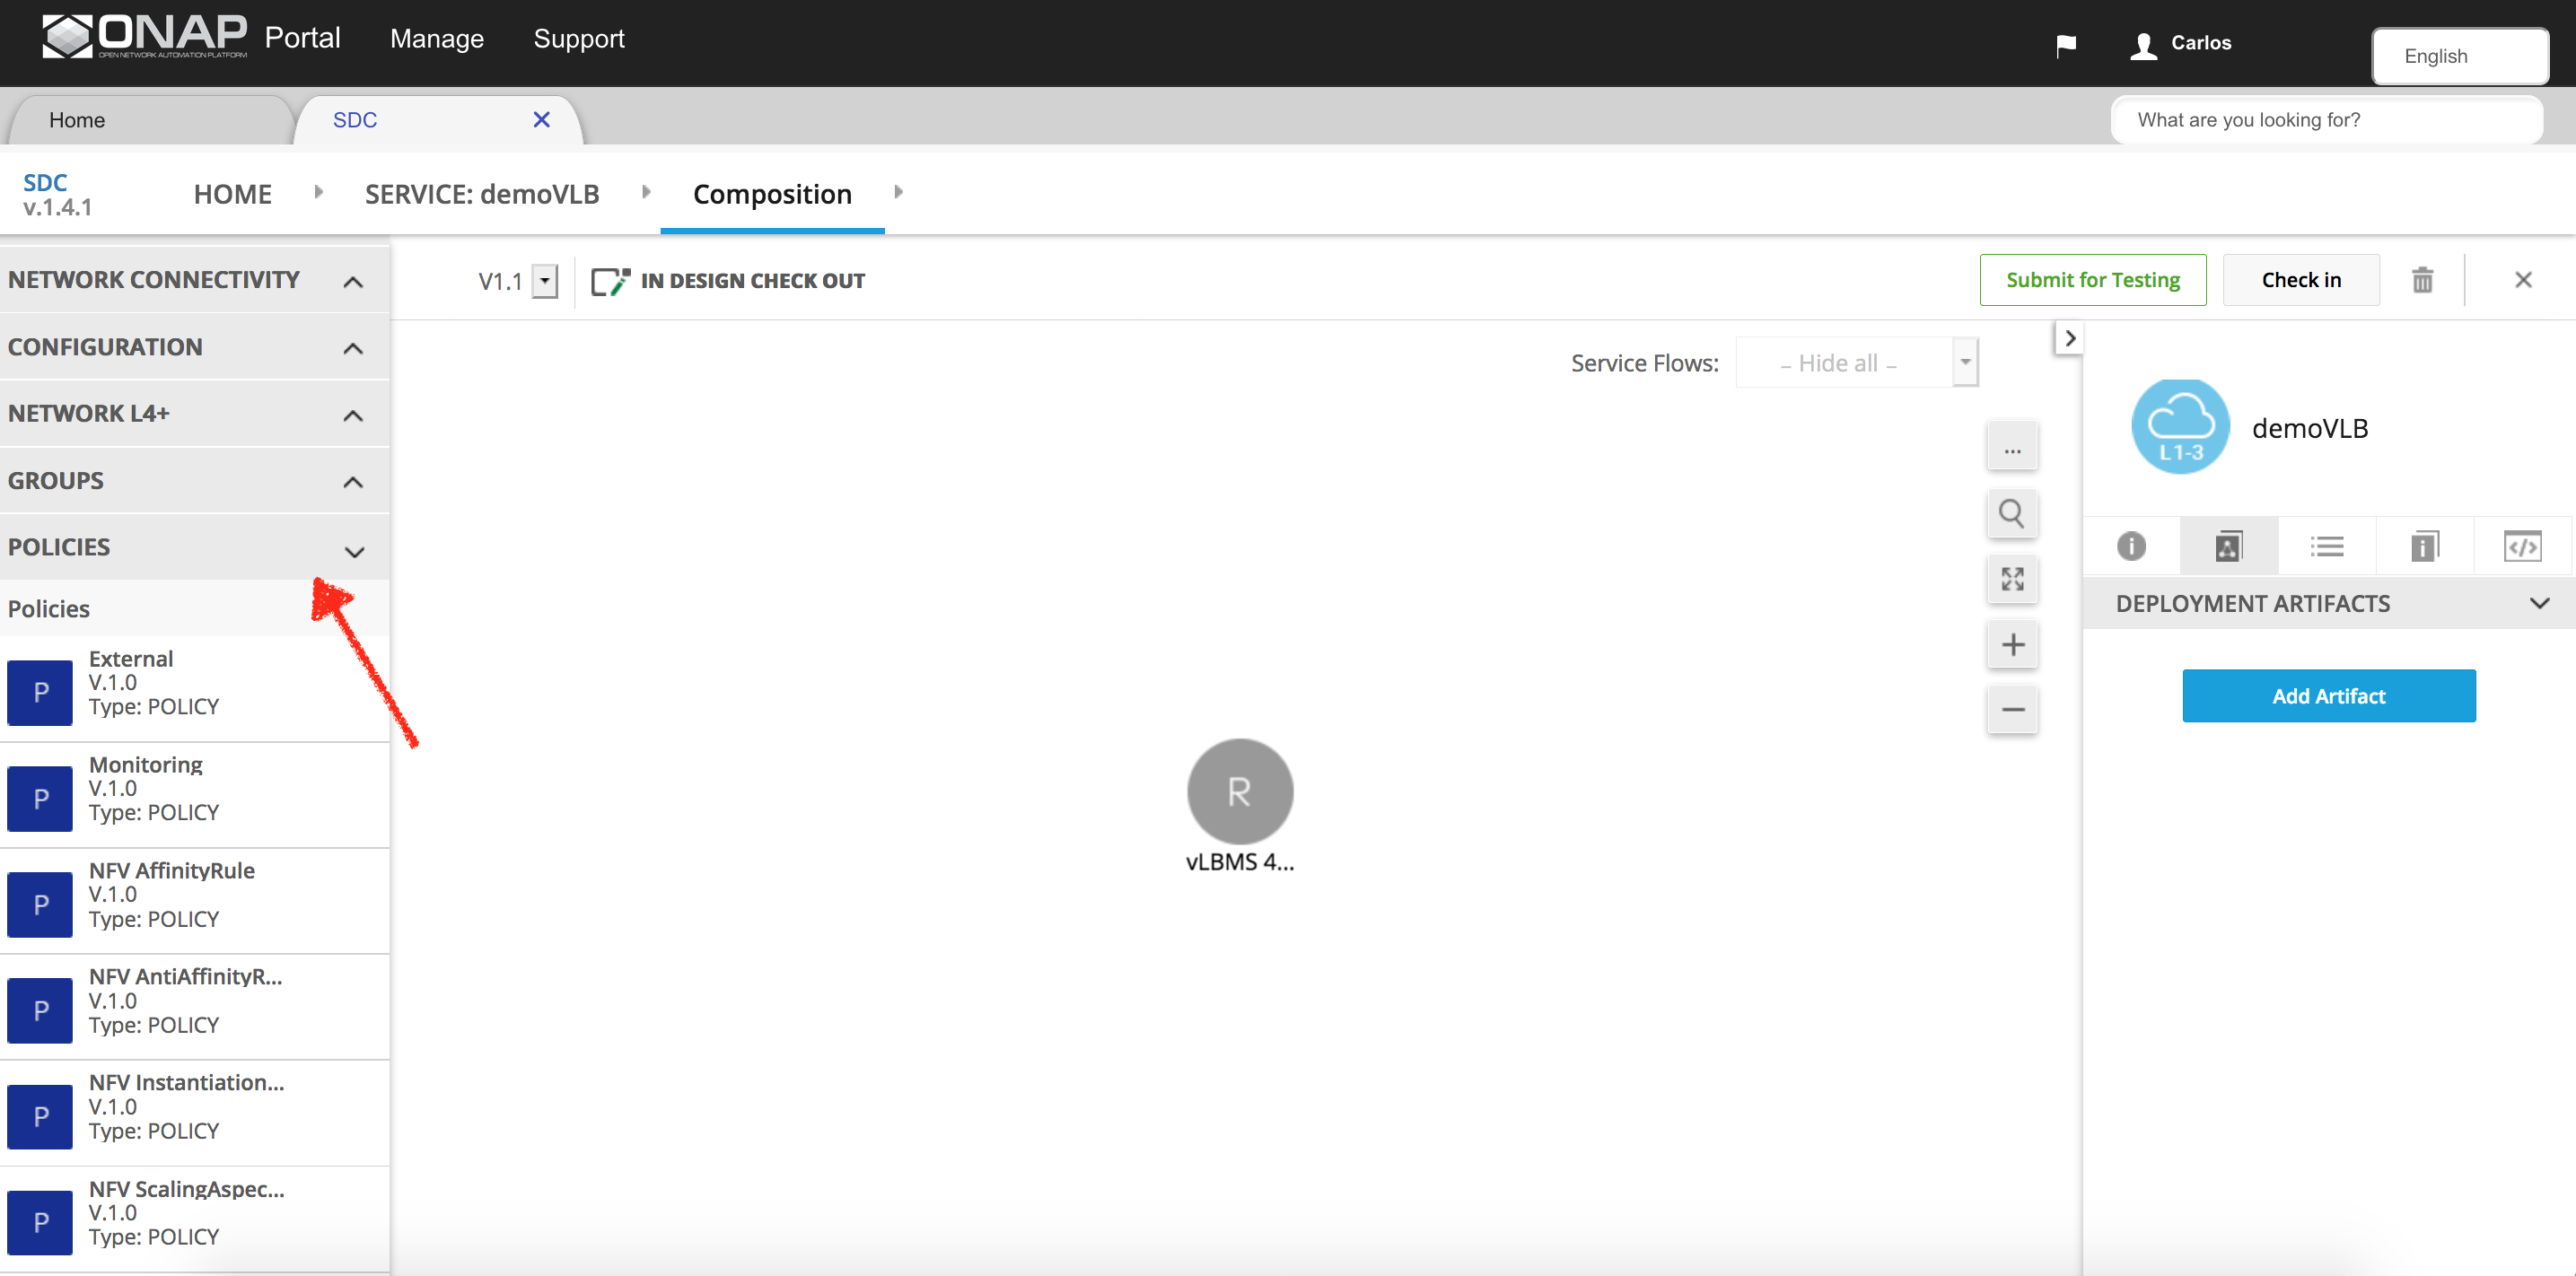 ONAP Portal Manage Support Carlos English
OPEN NETWORK AUTOMATION PLATFORM
Home SDC What are you looking for?
SDC
v.1.4.1
HOME SERVICE: demoVLB Composition
NETWORK CONNECTIVITY
CONFIGURATION
NETWORK L4+
GROUPS
POLICIES
Policies
P
External
V.1.0
Type: POLICY
P
Monitoring
V.1.0
Type: POLICY
P
NFV AffinityRule
V.1.0
Type: POLICY
P
NFV AntiAffinityR...
V.1.0
Type: POLICY
P
NFV Instantiation...
V.1.0
Type: POLICY
P
NFV ScalingAspec...
V.1.0
Type: POLICY
V1.1 IN DESIGN CHECK OUT Submit for Testing Check in
Service Flows: – Hide all –
...
R
vLBMS 4...
L1-3
demoVLB
DEPLOYMENT ARTIFACTS
Add Artifact